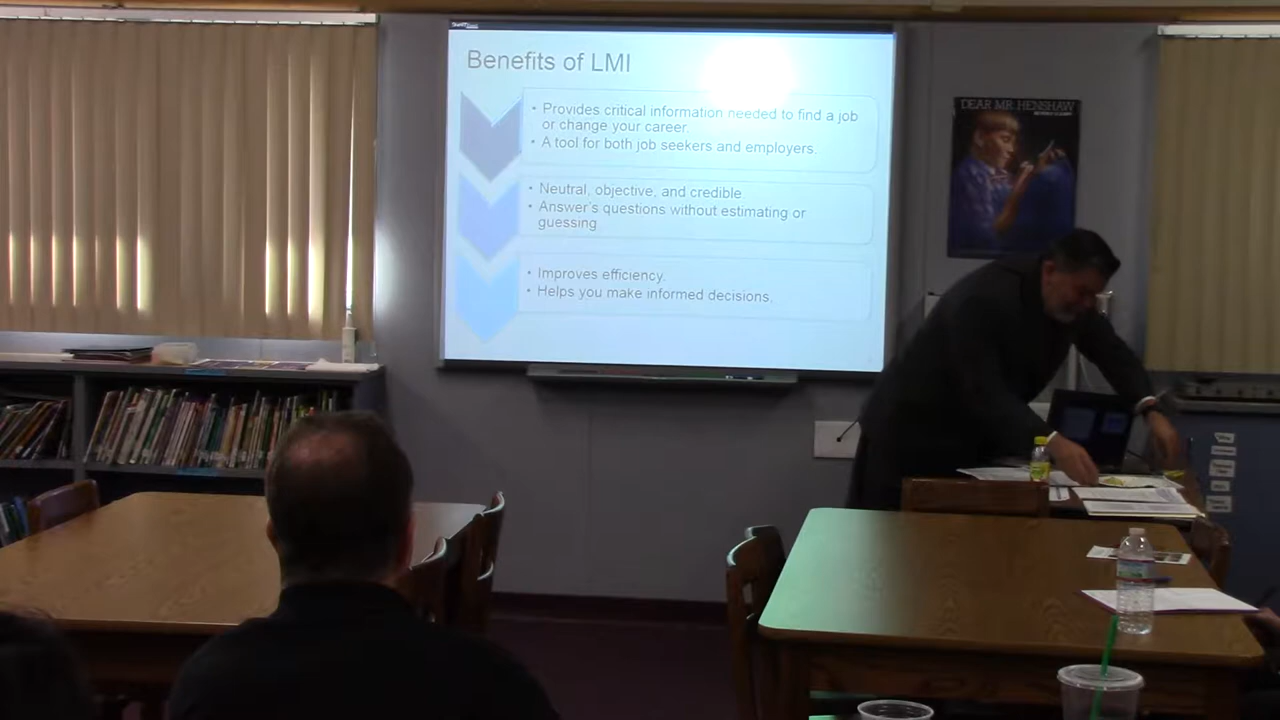 Benefits of LMI
• Provides critical information needed to find a job
or change your career.
• A tool for both job seekers and employers.
• Neutral, objective, and credible.
• Answer's questions without estimating or
guessing
• Improves efficiency.
• Helps you make informed decisions.
DEAR MR. HENSHAW
BEVERLY CLEARY